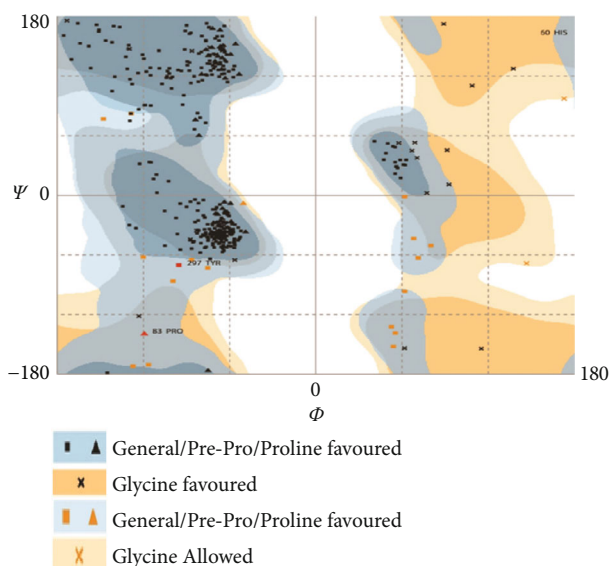 180
60 HIS
Ψ
0
297 TYR
83 PRO
−180
0
180
Φ
General/Pre-Pro/Proline favoured
Glycine favoured
General/Pre-Pro/Proline favoured
Glycine Allowed